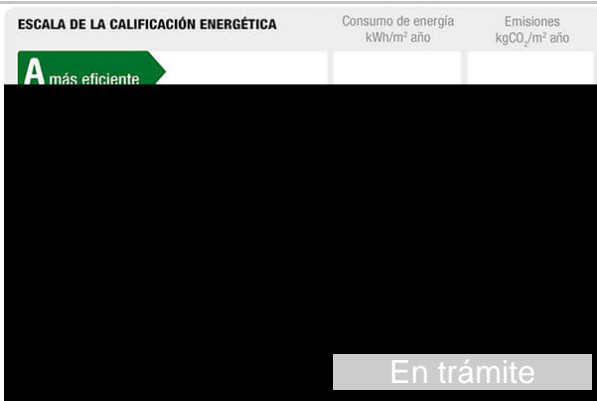 ESCALA DE LA CALIFICACIÓN ENERGÉTICA
Consumo de energía
kWh/m² año
Emisiones
kgCO₂/m² año
A más eficiente
En trámite